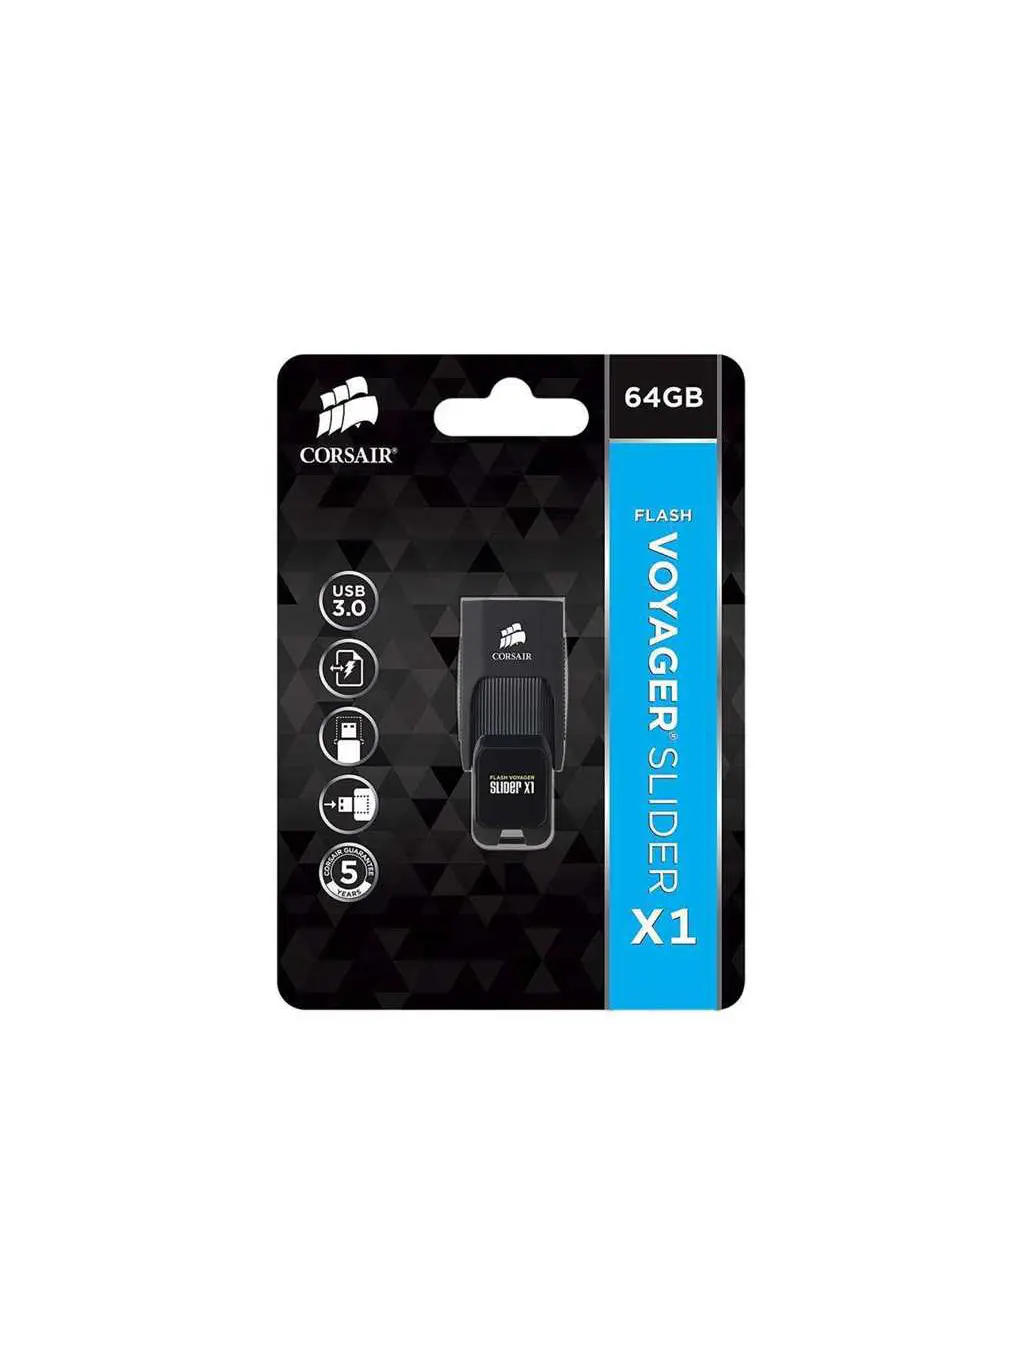 CORSAIR®
64GB
FLASH
VOYAGER® SLIDER
X1
USB
3.0
CORSAIR
FLASH VOYAGER
SLIDER X1
CORSAIR GUARANTEE
5
YEARS